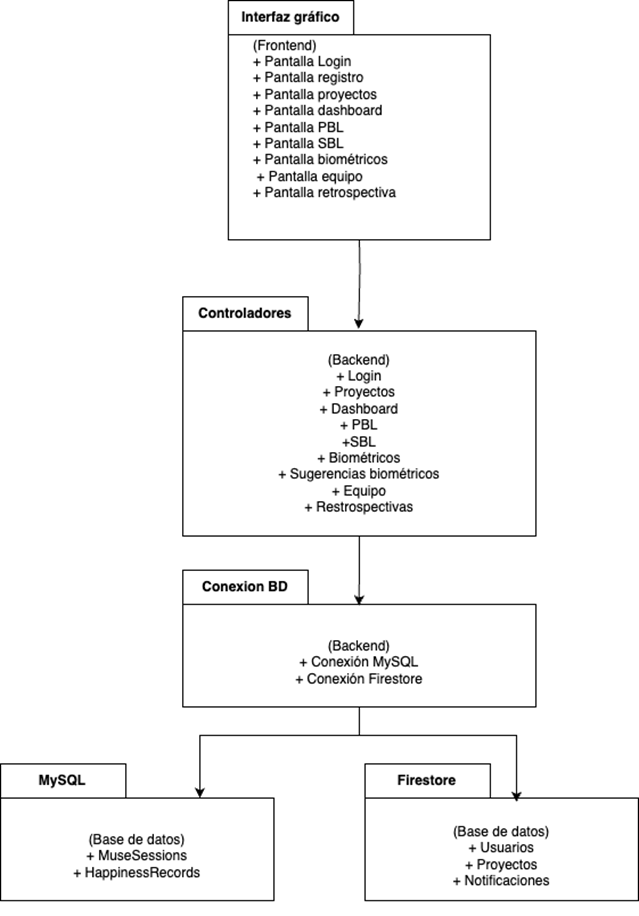 Interfaz gráfico
(Frontend)
+ Pantalla Login
+ Pantalla registro
+ Pantalla proyectos
+ Pantalla dashboard
+ Pantalla PBL
+ Pantalla SBL
+ Pantalla biométricos
+ Pantalla equipo
+ Pantalla retrospectiva
Controladores
(Backend)
+ Login
+ Proyectos
+ Dashboard
+ PBL
+SBL
+ Biométricos
+ Sugerencias biométricos
+ Equipo
+ Restrospectivas
Conexion BD
(Backend)
+ Conexión MySQL
+ Conexión Firestore
MySQL
(Base de datos)
+ MuseSessions
+ HappinessRecords
Firestore
(Base de datos)
+ Usuarios
+ Proyectos
+ Notificaciones